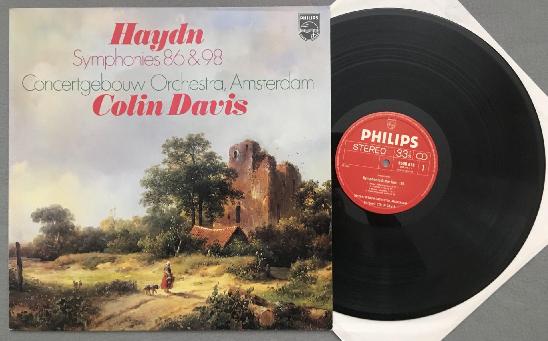 Haydn
Symphonies 86 & 98
Concertgebouw Orchestra, Amsterdam
Colin Davis
PHILIPS
PHILIPS
STEREO
33⅓
1